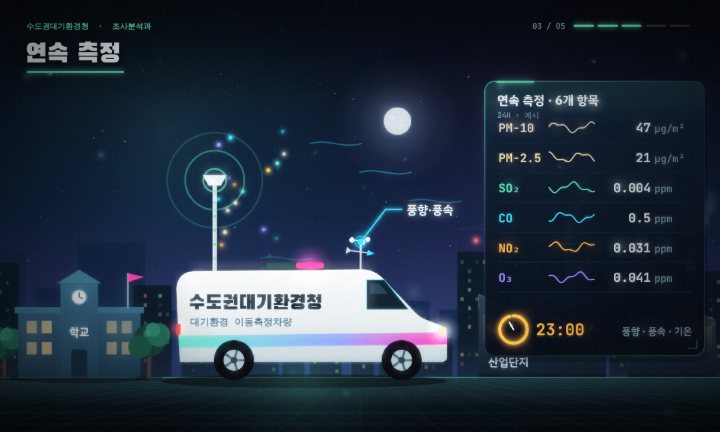 수도권대기환경청 · 조사분석과
03 / 05
연속 측정
연속 측정 · 6개 항목
24H · 예시
PM-10 47 µg/m³
PM-2.5 21 µg/m³
SO₂ 0.004 ppm
CO 0.5 ppm
NO₂ 0.031 ppm
O₃ 0.041 ppm
23:00 풍향 · 풍속 · 기온
풍향·풍속
수도권대기환경청
대기환경 이동측정차량
학교
산업단지